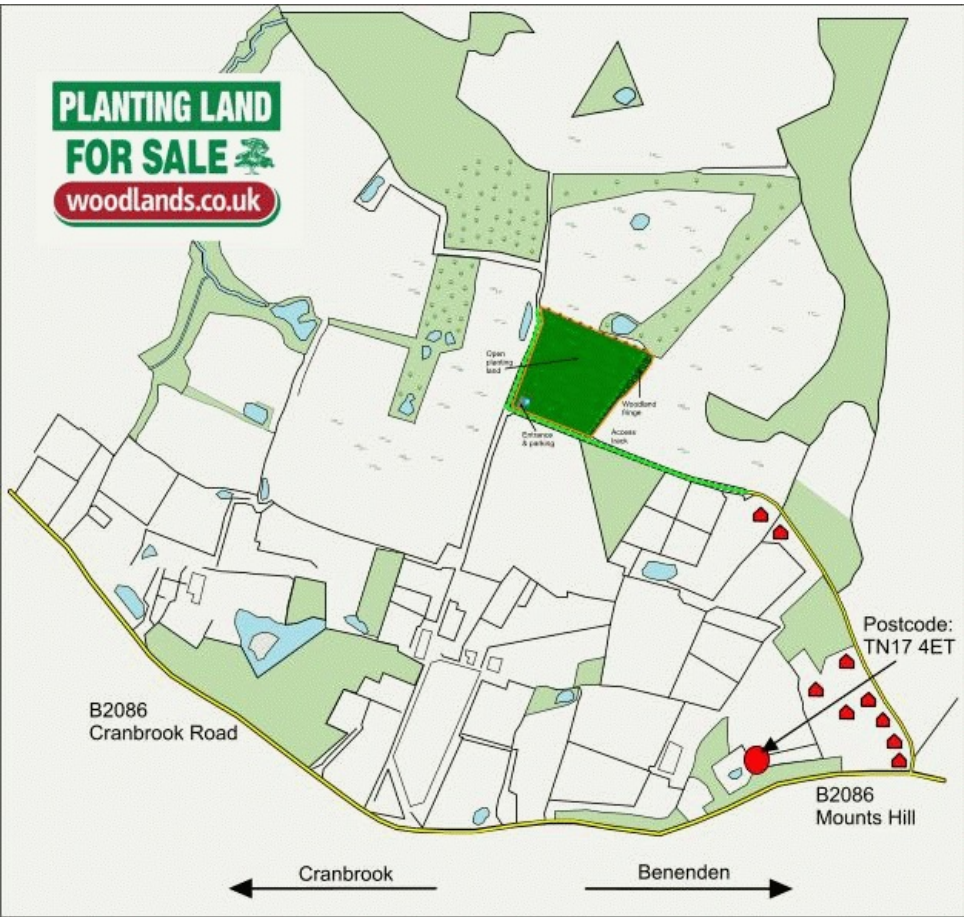 PLANTING LAND
FOR SALE
woodlands.co.uk
Open
planting
land
Woodland
fringe
Entrance
& parking
Access
track
Postcode:
TN17 4ET
B2086
Cranbrook Road
B2086
Mounts Hill
Cranbrook
Benenden